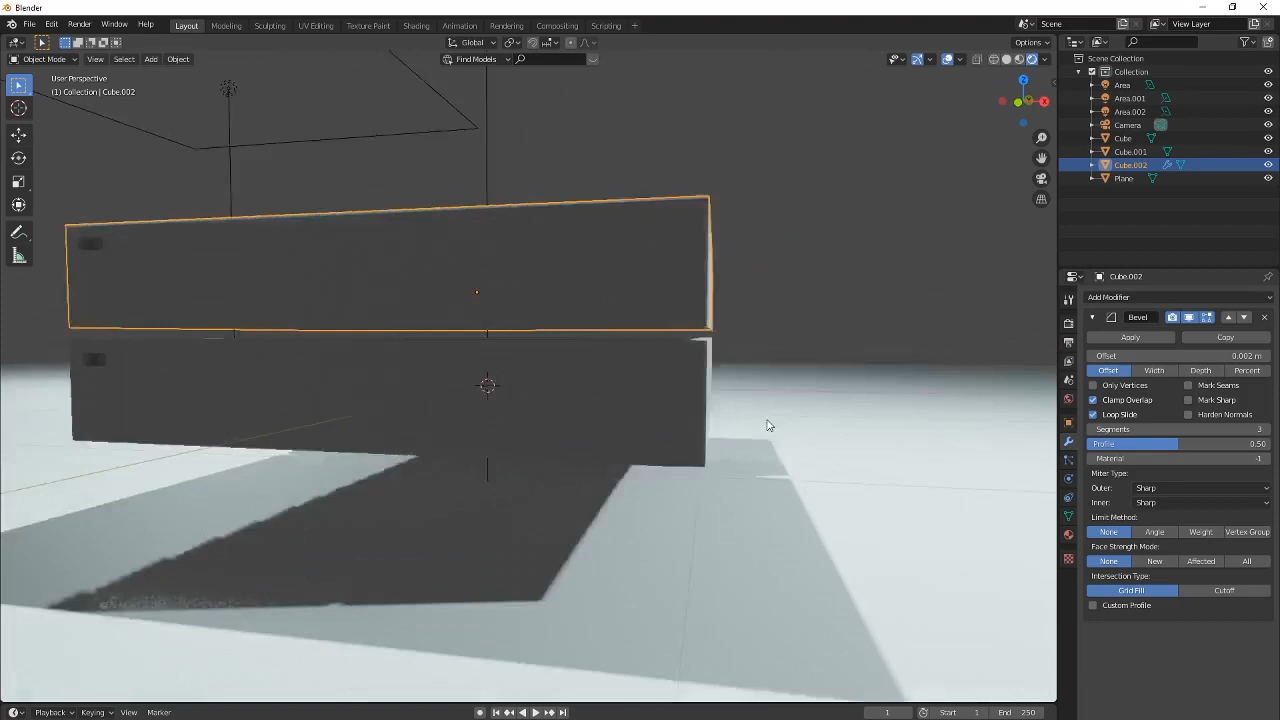 Blender
File Edit Render Window Help Layout Modeling Sculpting UV Editing Texture Paint Shading Animation Rendering Compositing Scripting + Scene View Layer
Global Options
Object Mode View Select Add Object Find Models
User Perspective
(1) Collection | Cube.002
Z
X
Scene Collection
Collection
Area
Area.001
Area.002
Camera
Cube
Cube.001
Cube.002
Plane
Cube.002
Add Modifier
Bevel
Apply Copy
Offset 0.002 m
Offset Width Depth Percent
Only Vertices Mark Seams
Clamp Overlap Mark Sharp
Loop Slide Harden Normals
Segments 3
Profile 0.50
Material -1
Miter Type:
Outer: Sharp
Inner: Sharp
Limit Method:
None Angle Weight Vertex Group
Face Strength Mode:
None New Affected All
Intersection Type:
Grid Fill Cutoff
Custom Profile
Playback Keying View Marker 1 Start 1 End 250